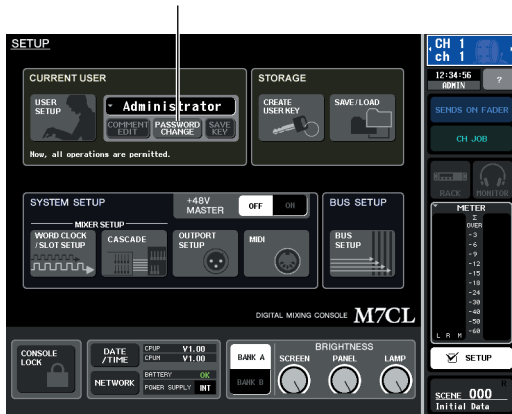 SETUP
CURRENT USER
USER
SETUP
Administrator
COMMENT
EDIT
PASSWORD
CHANGE
SAVE
KEY
Now, all operations are permitted.
STORAGE
CREATE
USER KEY
SAVE/LOAD
SYSTEM SETUP
+48V
MASTER
OFF
ON
MIXER SETUP
WORD CLOCK
/SLOT SETUP
CASCADE
OUTPORT
SETUP
MIDI
BUS SETUP
BUS
SETUP
DIGITAL MIXING CONSOLE M7CL
CONSOLE
LOCK
DATE
/TIME
CPUP V1.00
CPUM V1.00
NETWORK
BATTERY OK
POWER SUPPLY INT
BANK A
BANK B
BRIGHTNESS
SCREEN
PANEL
LAMP
CH 1
ch 1
12:34:56
ADMIN
?
SENDS ON FADER
CH JOB
RACK
MONITOR
METER
Σ
OVER
-3
-6
-9
-12
-15
-18
-24
-30
-40
-50
-60
L R M
SETUP
R
SCENE 000
Initial Data